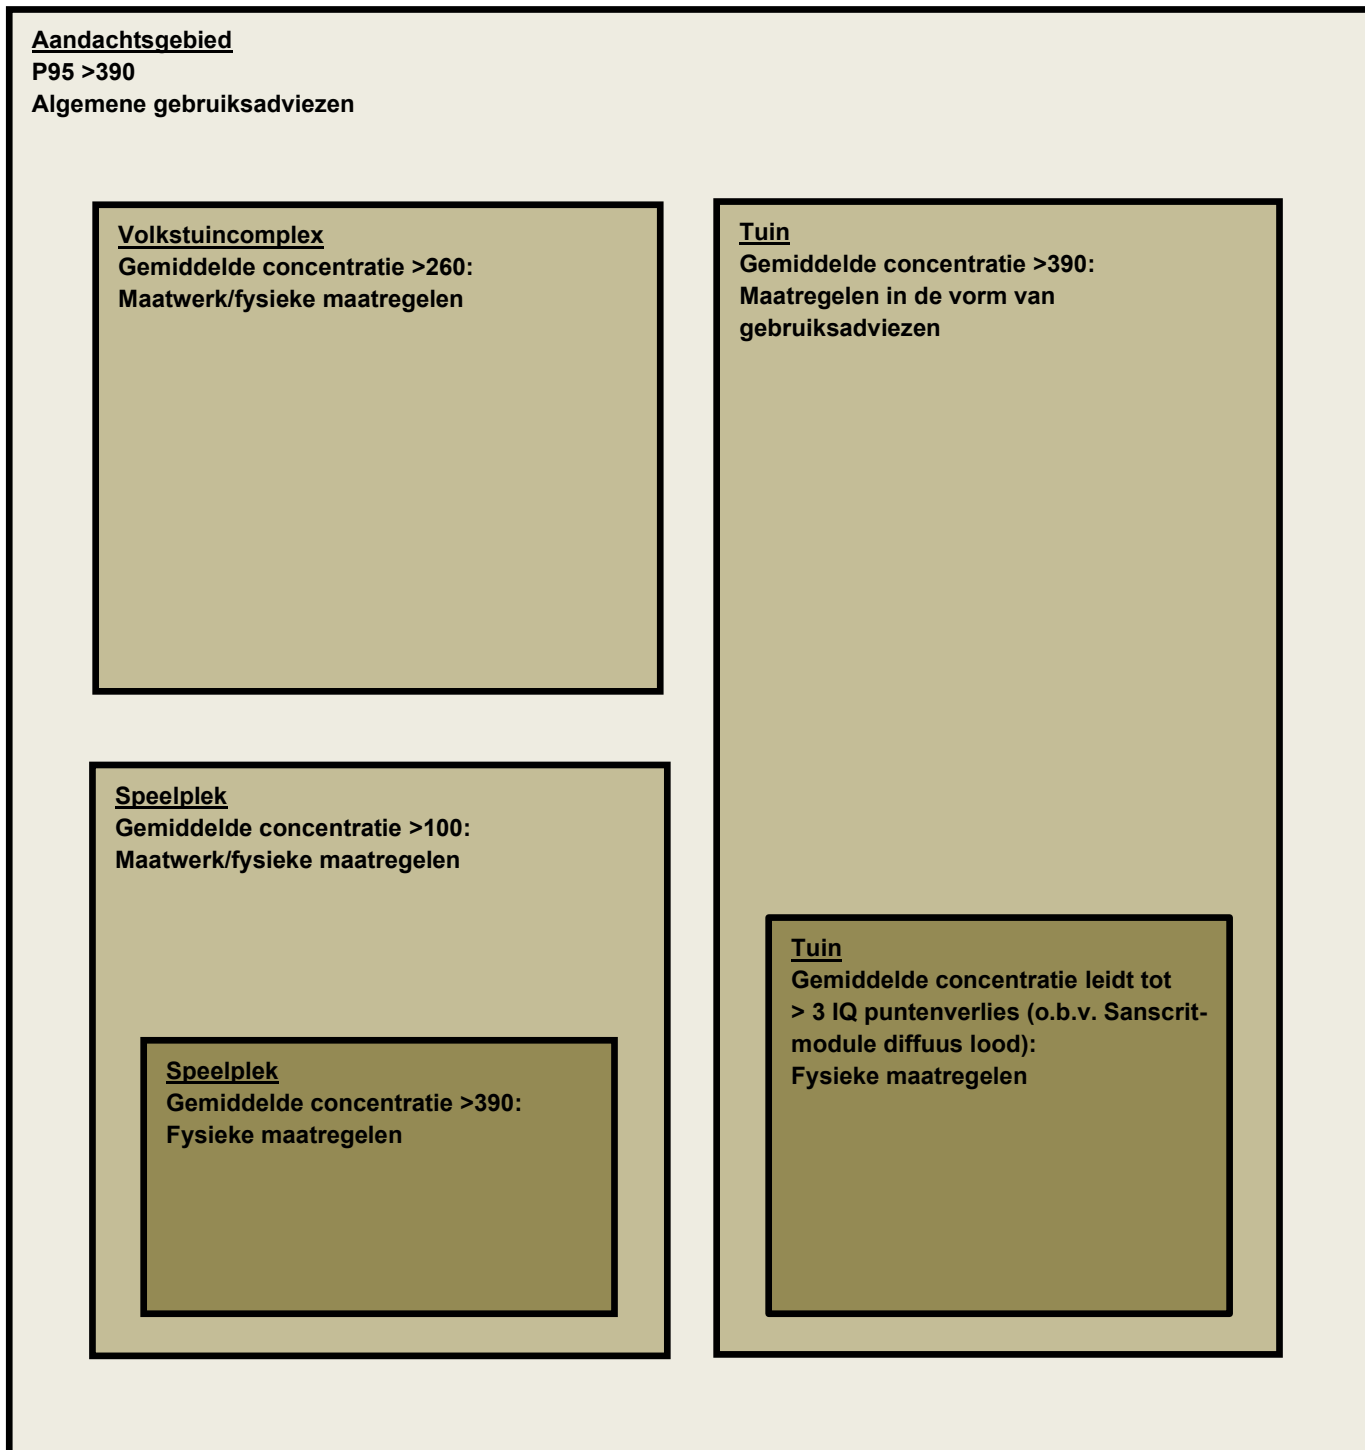 Aandachtsgebied
P95 >390
Algemene gebruiksadviezen
Volkstuincomplex
Gemiddelde concentratie >260:
Maatwerk/fysieke maatregelen
Tuin
Gemiddelde concentratie >390:
Maatregelen in de vorm van
gebruiksadviezen
Speelplek
Gemiddelde concentratie >100:
Maatwerk/fysieke maatregelen
Speelplek
Gemiddelde concentratie >390:
Fysieke maatregelen
Tuin
Gemiddelde concentratie leidt tot
> 3 IQ puntenverlies (o.b.v. Sanscrit-
module diffuus lood):
Fysieke maatregelen